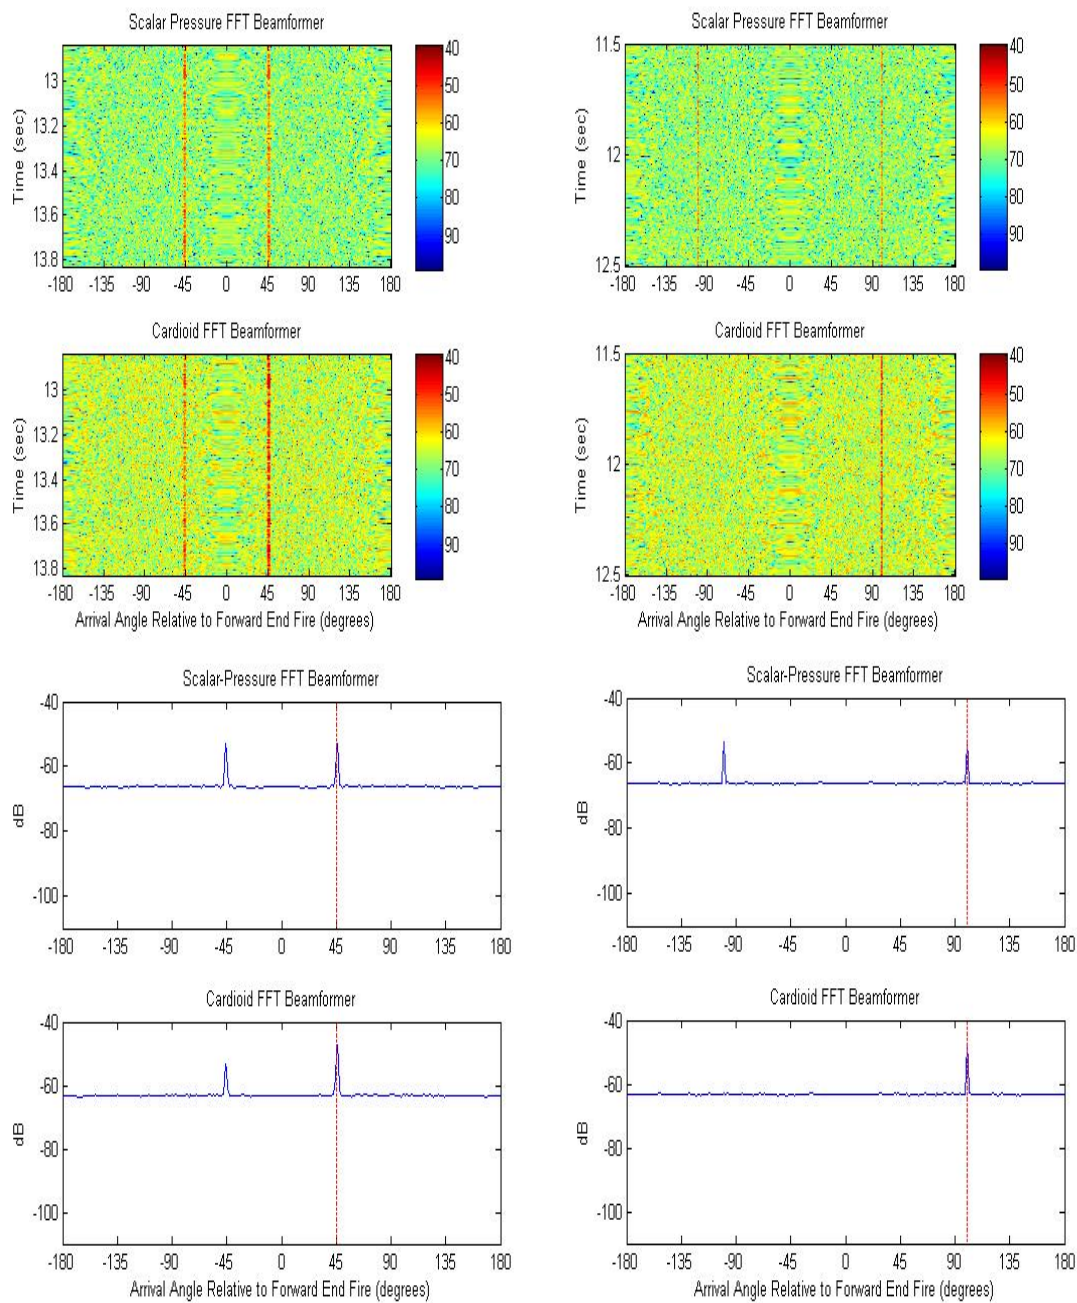 Scalar Pressure FFT Beamformer
Time (sec)
13
13.2
13.4
13.6
13.8
-180 -135 -90 -45 0 45 90 135 180
40
50
60
70
80
90
Scalar Pressure FFT Beamformer
Time (sec)
11.5
12
12.5
-180 -135 -90 -45 0 45 90 135 180
40
50
60
70
80
90
Cardioid FFT Beamformer
Time (sec)
13
13.2
13.4
13.6
13.8
-180 -135 -90 -45 0 45 90 135 180
Arrival Angle Relative to Forward End Fire (degrees)
40
50
60
70
80
90
Cardioid FFT Beamformer
Time (sec)
11.5
12
12.5
-180 -135 -90 -45 0 45 90 135 180
Arrival Angle Relative to Forward End Fire (degrees)
40
50
60
70
80
90
Scalar-Pressure FFT Beamformer
dB
-40
-60
-80
-100
-180 -135 -90 -45 0 45 90 135 180
Scalar-Pressure FFT Beamformer
dB
-40
-60
-80
-100
-180 -135 -90 -45 0 45 90 135 180
Cardioid FFT Beamformer
dB
-40
-60
-80
-100
-180 -135 -90 -45 0 45 90 135 180
Arrival Angle Relative to Forward End Fire (degrees)
Cardioid FFT Beamformer
dB
-40
-60
-80
-100
-180 -135 -90 -45 0 45 90 135 180
Arrival Angle Relative to Forward End Fire (degrees)